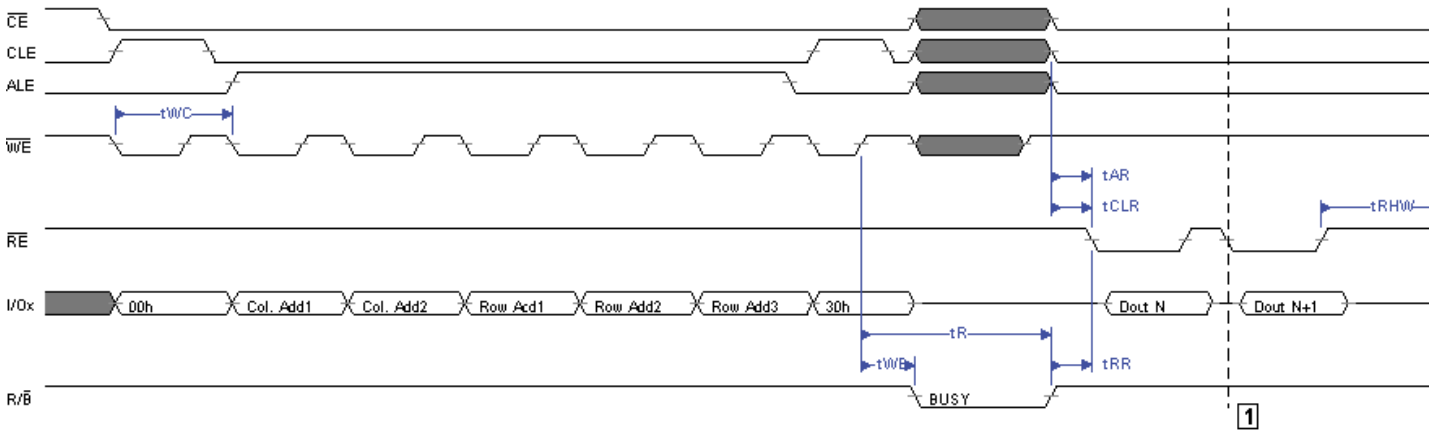 CE
CLE
ALE
tWC
WE
tAR
tCLR
tRHW
RE
I/Ox 00h Col. Add1 Col. Add2 Row Acd1 Row Add2 Row Add3 30h Dout N Dout N+1
tR
tWB tRR
R/B BUSY
1